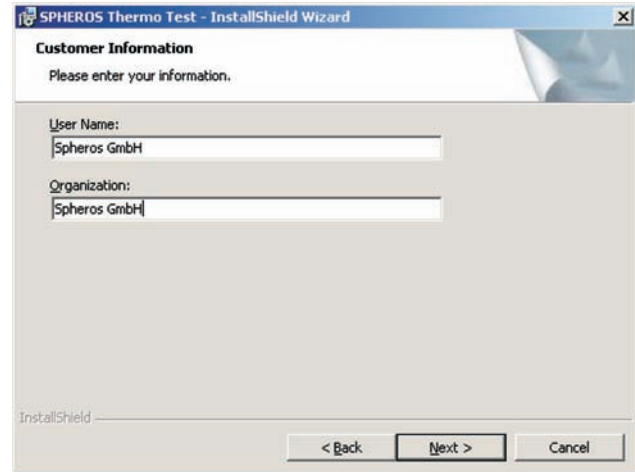 SPHEROS Thermo Test - InstallShield Wizard
Customer Information
Please enter your information.
User Name:
Spheros GmbH
Organization:
Spheros GmbH
InstallShield
< Back Next > Cancel